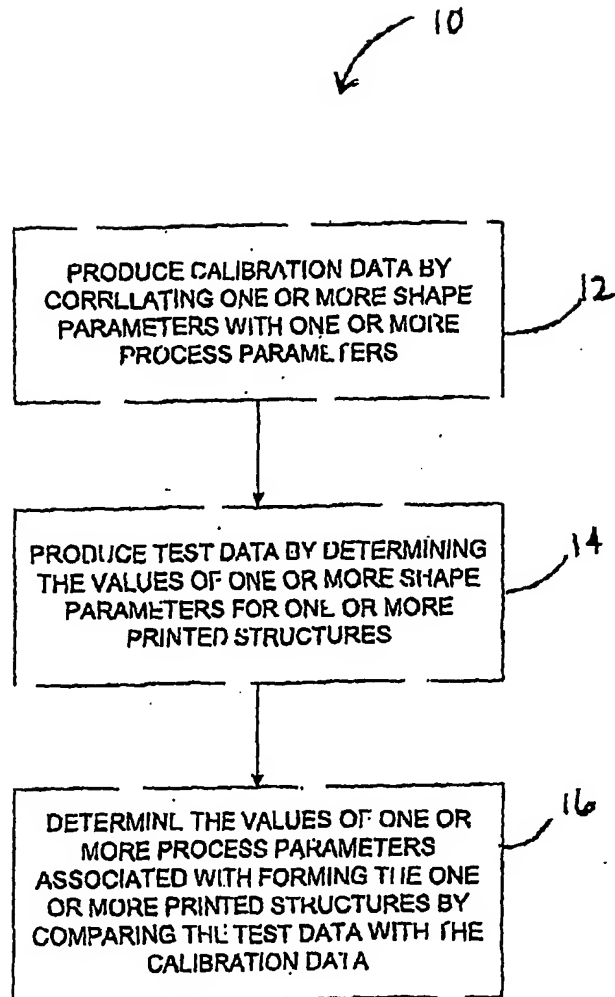 10
PRODUCE CALIBRATION DATA BY
CORRELATING ONE OR MORE SHAPE
PARAMETERS WITH ONE OR MORE
PROCESS PARAMETERS
12
PRODUCE TEST DATA BY DETERMINING
THE VALUES OF ONE OR MORE SHAPE
PARAMETERS FOR ONE OR MORE
PRINTED STRUCTURES
14
DETERMINE THE VALUES OF ONE OR
MORE PROCESS PARAMETERS
ASSOCIATED WITH FORMING THE ONE
OR MORE PRINTED STRUCTURES BY
COMPARING THE TEST DATA WITH THE
CALIBRATION DATA
16